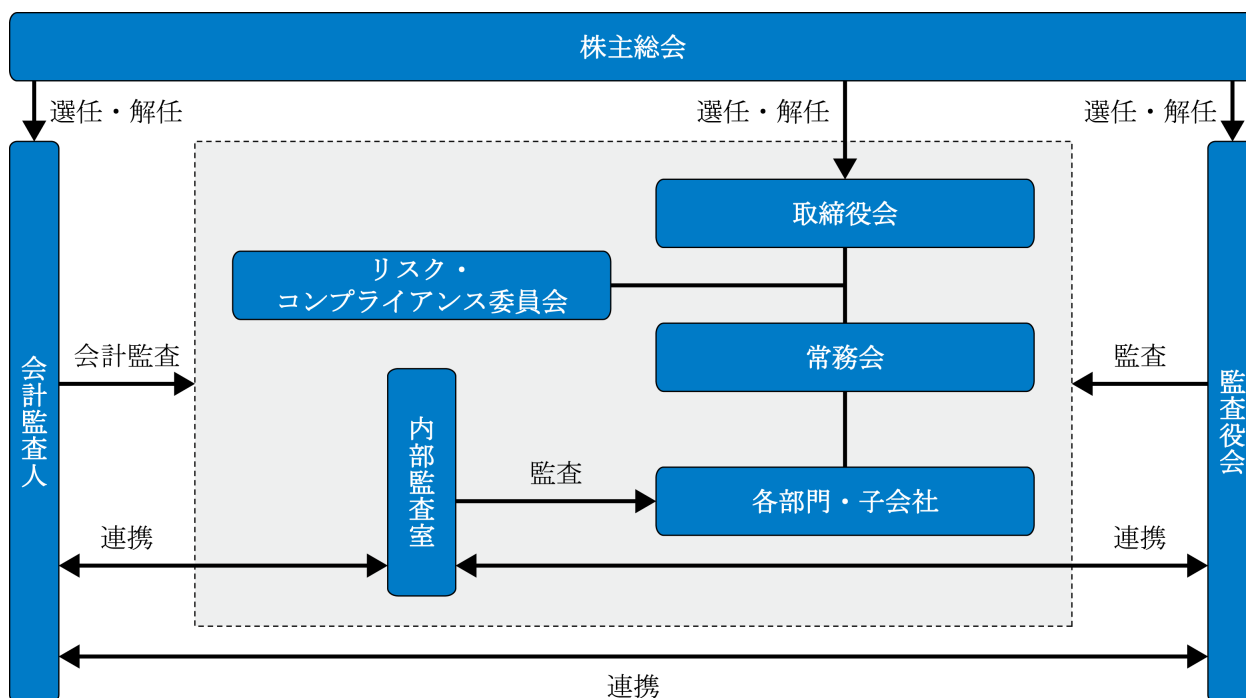 株主総会
選任・解任
選任・解任
選任・解任
取締役会
リスク・
コンプライアンス委員会
常務会
会計監査
監査
会計監査人
内部監査室
監査役会
監査
各部門・子会社
連携
連携
連携